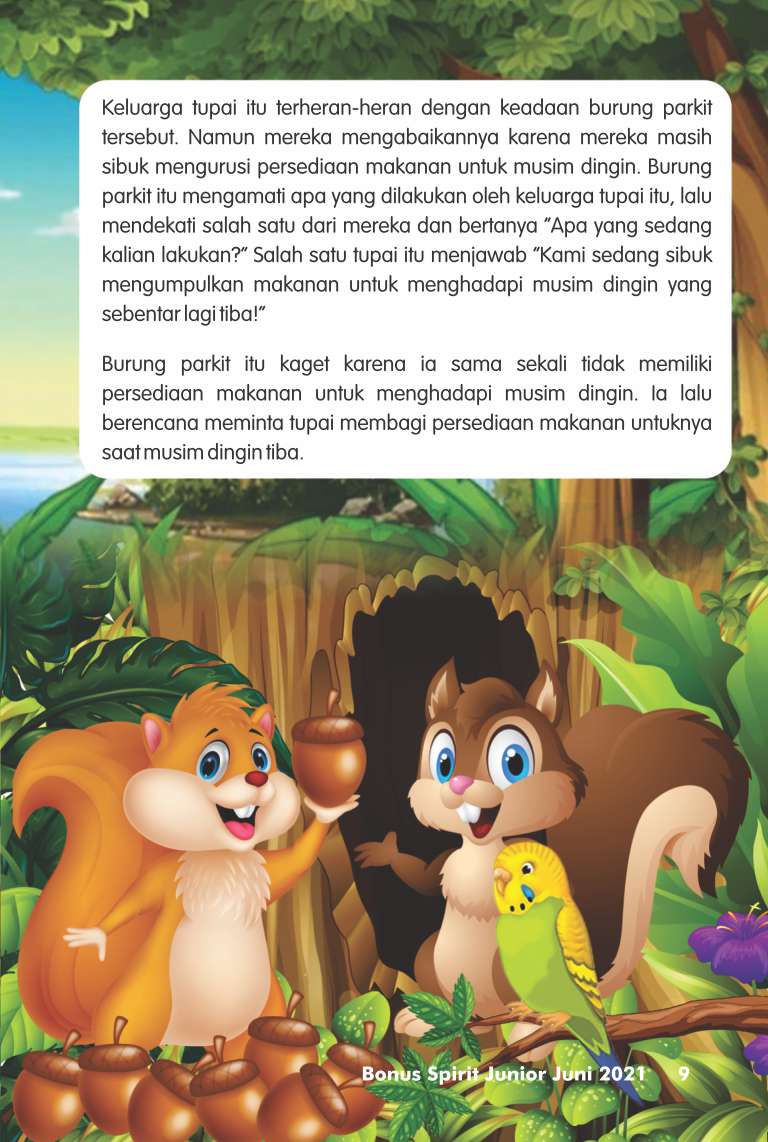 Keluarga tupai itu terheran-heran dengan keadaan burung parkit
tersebut. Namun mereka mengabaikannya karena mereka masih
sibuk mengurusi persediaan makanan untuk musim dingin. Burung
parkit itu mengamati apa yang dilakukan oleh keluarga tupai itu, lalu
mendekati salah satu dari mereka dan bertanya “Apa yang sedang
kalian lakukan?” Salah satu tupai itu menjawab “Kami sedang sibuk
mengumpulkan makanan untuk menghadapi musim dingin yang
sebentar lagi tiba!”
Burung parkit itu kaget karena ia sama sekali tidak memiliki
persediaan makanan untuk menghadapi musim dingin. Ia lalu
berencana meminta tupai membagi persediaan makanan untuknya
saat musim dingin tiba.
Bonus Spirit Junior Juni 2021 9